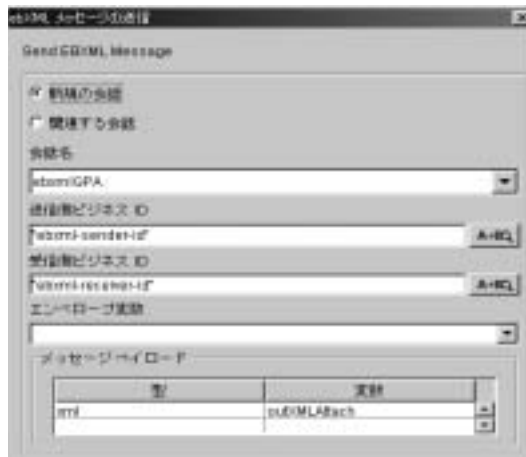 ebXML メッセージの送信
Send EBXML Message
新規の会話
関連する会話
会話名
ebxmlGPA
送信側ビジネス ID
"ebxml-sender-id"
受信側ビジネス ID
"ebxml-receiver-id"
エンベロープ変数
メッセージ ペイロード
型 変数
xml outXMLAttach